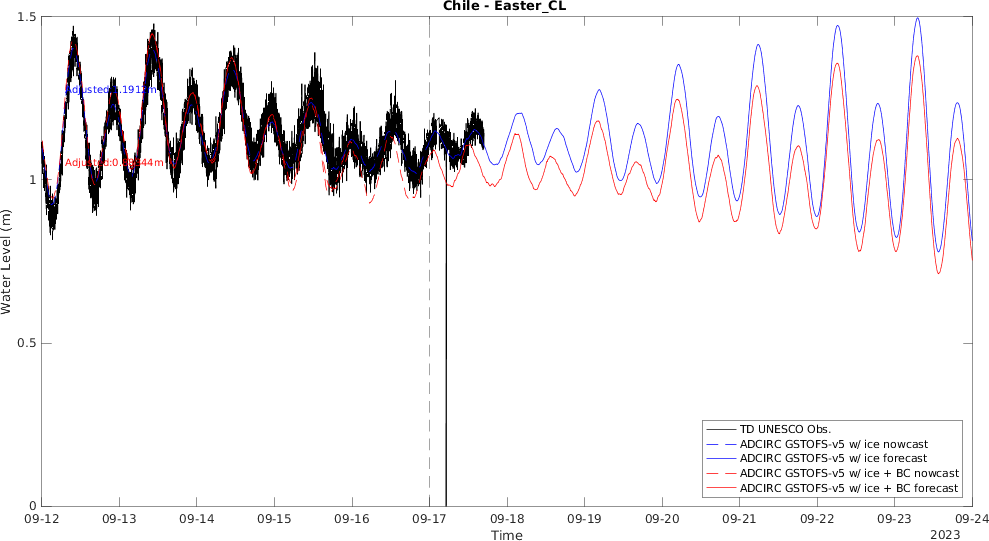 Chile - Easter_CL
1.5
1
0.5
0
Water Level (m)
Adjusted:
Adjusted:
09-12 09-13 09-14 09-15 09-16 09-17 09-18 09-19 09-20 09-21 09-22 09-23 09-24
Time
2023
TD UNESCO Obs.
ADCIRC GSTOFS-v5 w/ ice nowcast
ADCIRC GSTOFS-v5 w/ ice forecast
ADCIRC GSTOFS-v5 w/ ice + BC nowcast
ADCIRC GSTOFS-v5 w/ ice + BC forecast